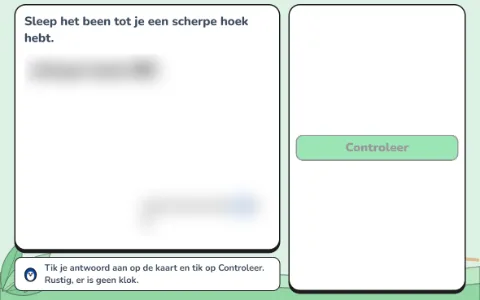 Sleep het been tot je een scherpe hoek
hebt.
Controleer
Tik je antwoord aan op de kaart en tik op Controleer.
Rustig, er is geen klok.